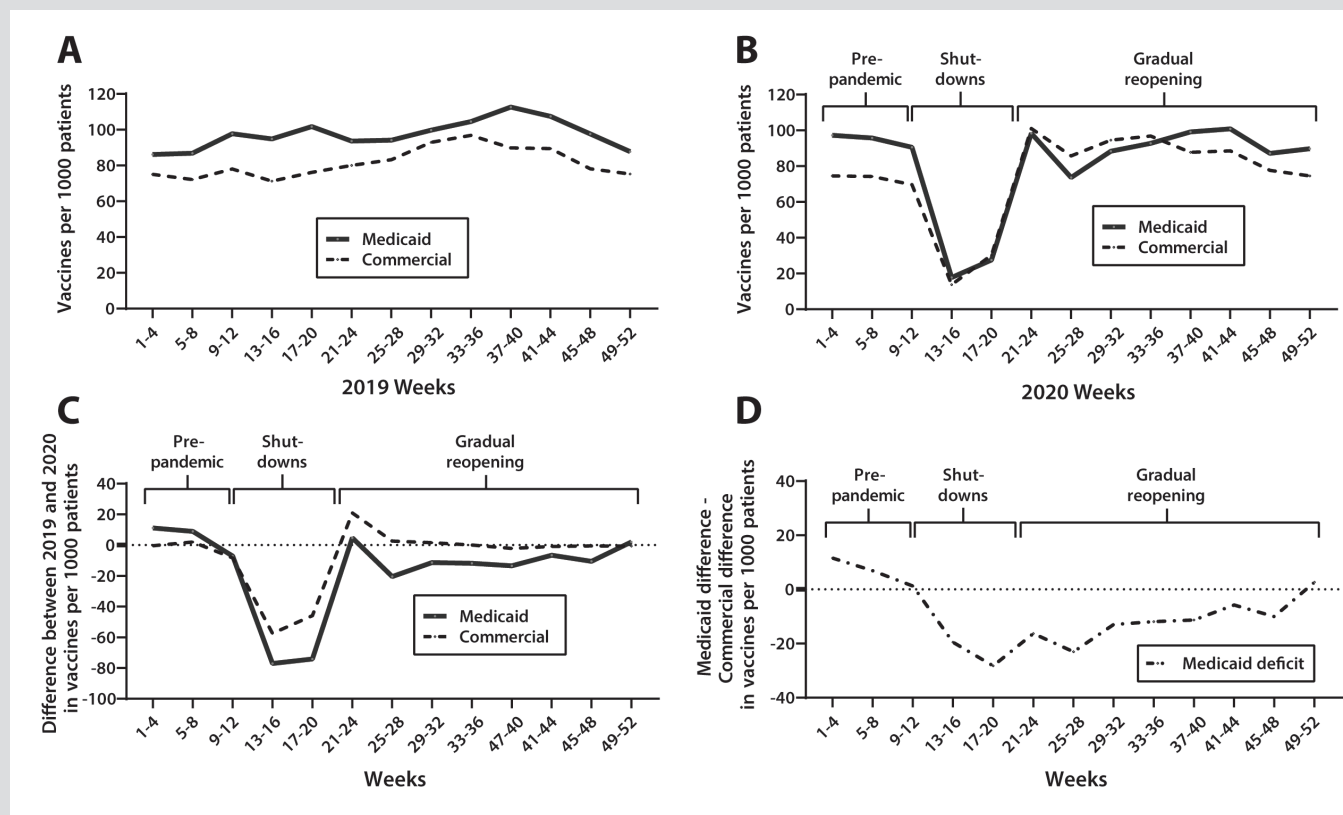 A
Vaccines per 1000 patients
120
100
80
60
40
20
0
Medicaid
Commercial
1-4
5-8
9-12
13-16
17-20
21-24
25-28
29-32
33-36
37-40
41-44
45-48
49-52
2019 Weeks
B
Pre-
pandemic
Shut-
downs
Gradual
reopening
Vaccines per 1000 patients
120
100
80
60
40
20
0
Medicaid
Commercial
1-4
5-8
9-12
13-16
17-20
21-24
25-28
29-32
33-36
37-40
41-44
45-48
49-52
2020 Weeks
C
Pre-
pandemic
Shut-
downs
Gradual
reopening
Difference between 2019 and 2020
in vaccines per 1000 patients
40
20
0
-20
-40
-60
-80
-100
Medicaid
Commercial
1-4
5-8
9-12
13-16
17-20
21-24
25-28
29-32
33-36
47-40
41-44
45-48
49-52
Weeks
D
Pre-
pandemic
Shut-
downs
Gradual
reopening
Medicaid difference -
Commercial difference
in vaccines per 1000 patients
40
20
0
-20
-40
Medicaid deficit
1-4
5-8
9-12
13-16
17-20
21-24
25-28
29-32
33-36
37-40
41-44
45-48
49-52
Weeks